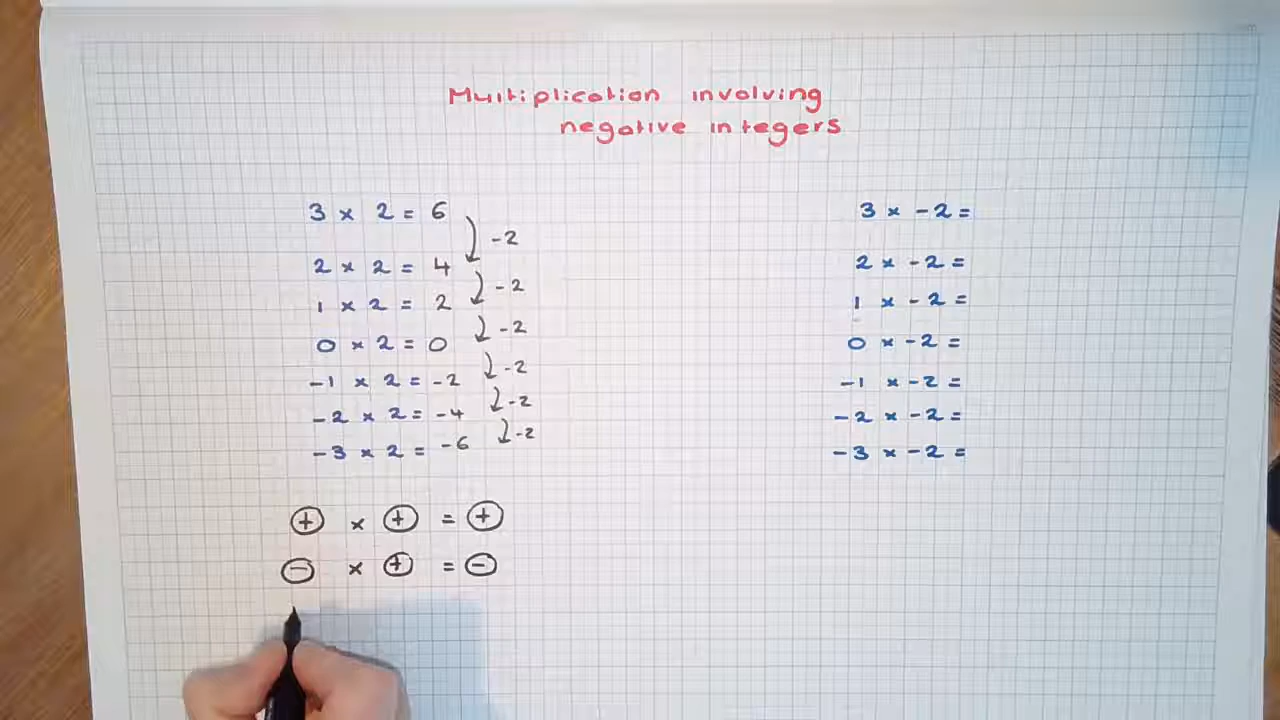 Multiplication involving
negative integers
3 × 2 = 6
-2
2 × 2 = 4
-2
1 × 2 = 2
-2
0 × 2 = 0
-2
-1 × 2 = -2
-2
-2 × 2 = -4
-2
-3 × 2 = -6
+ × + = +
- × + = -
3 × -2 =
2 × -2 =
1 × -2 =
0 × -2 =
-1 × -2 =
-2 × -2 =
-3 × -2 =